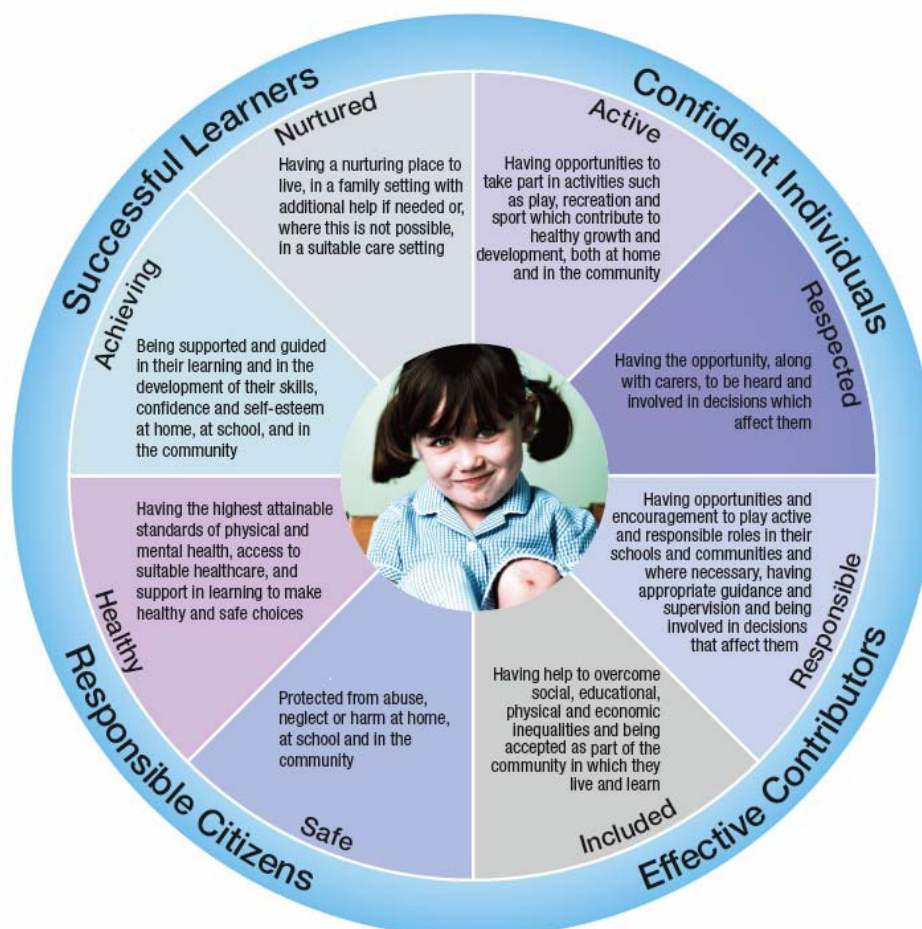 Successful Learners
Confident Individuals
Nurtured
Having a nurturing place to
live, in a family setting with
additional help if needed or,
where this is not possible,
in a suitable care setting
Active
Having opportunities to
take part in activities such
as play, recreation and
sport which contribute to
healthy growth and
development, both at home
and in the community
Achieving
Being supported and guided
in their learning and in the
development of their skills,
confidence and self-esteem
at home, at school, and in
the community
Respected
Having the opportunity, along
with carers, to be heard and
involved in decisions which
affect them
Healthy
Having the highest attainable
standards of physical and
mental health, access to
suitable healthcare, and
support in learning to make
healthy and safe choices
Responsible
Having opportunities and
encouragement to play active
and responsible roles in their
schools and communities and
where necessary, having
appropriate guidance and
supervision and being
involved in decisions
that affect them
Safe
Protected from abuse,
neglect or harm at home,
at school and in the
community
Included
Having help to overcome
social, educational,
physical and economic
inequalities and being
accepted as part of the
community in which they
live and learn
Responsible Citizens
Effective Contributors